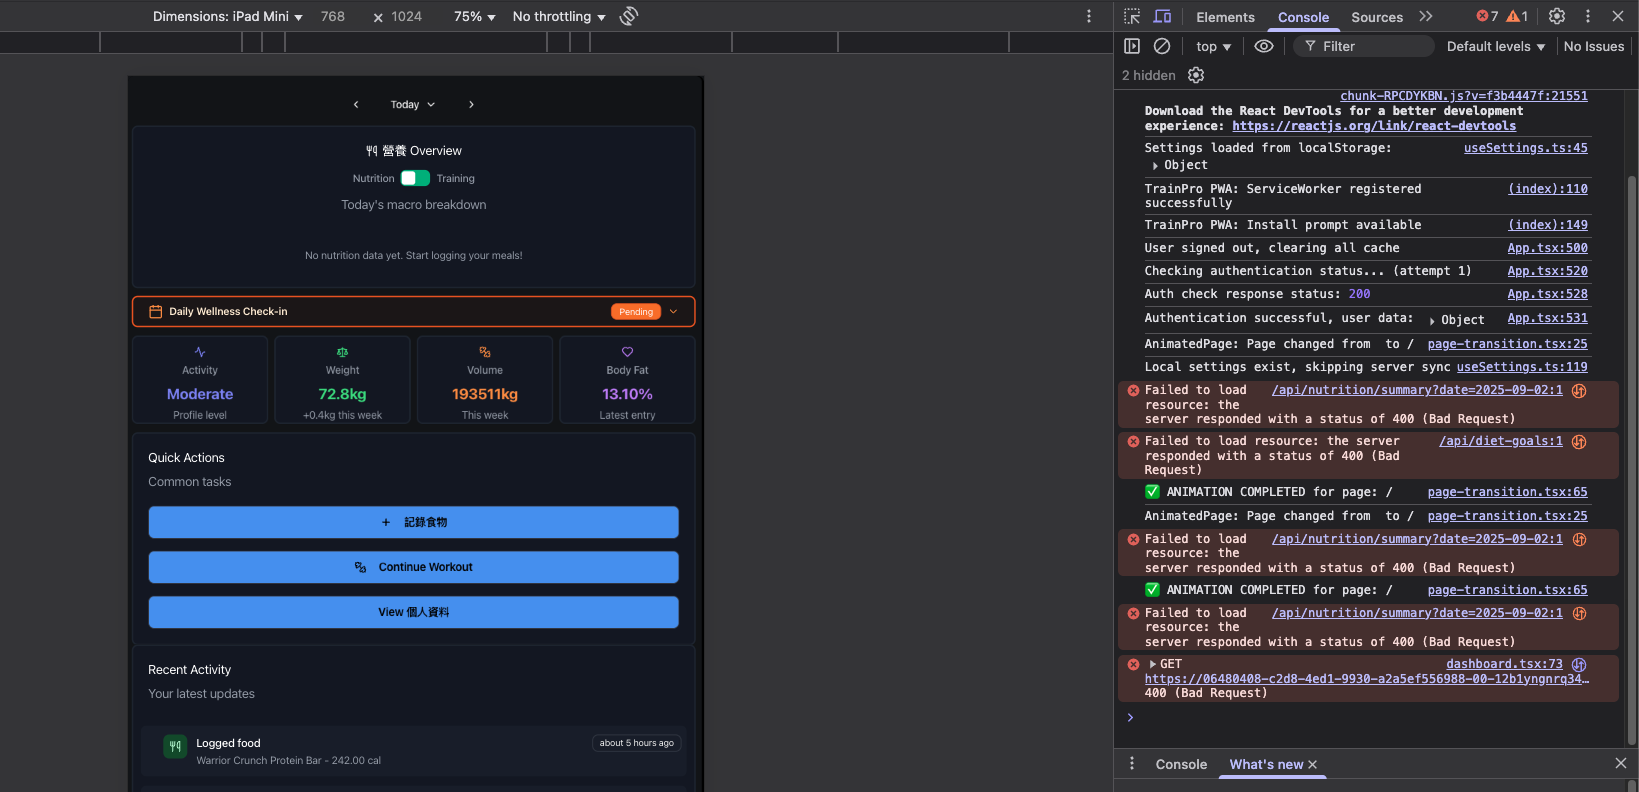 Dimensions: iPad Mini 768 x 1024 75% No throttling
Elements Console Sources 7 1
top Filter Default levels No Issues
2 hidden
Today
營養 Overview
Nutrition Training
Today's macro breakdown
No nutrition data yet. Start logging your meals!
Daily Wellness Check-in Pending
Activity
Moderate
Profile level
Weight
72.8kg
+0.4kg this week
Volume
193511kg
This week
Body Fat
13.10%
Latest entry
Quick Actions
Common tasks
+ 記錄食物
Continue Workout
View 個人資料
Recent Activity
Your latest updates
Logged food about 5 hours ago
Warrior Crunch Protein Bar - 242.00 cal
chunk-RPCDYKBN.js?v=f3b4447f:21551
Download the React DevTools for a better development
experience: https://reactjs.org/link/react-devtools
Settings loaded from localStorage: useSettings.ts:45
Object
TrainPro PWA: ServiceWorker registered (index):110
successfully
TrainPro PWA: Install prompt available (index):149
User signed out, clearing all cache App.tsx:500
Checking authentication status... (attempt 1) App.tsx:520
Auth check response status: 200 App.tsx:528
Authentication successful, user data: Object App.tsx:531
AnimatedPage: Page changed from to / page-transition.tsx:25
Local settings exist, skipping server sync useSettings.ts:119
Failed to load /api/nutrition/summary?date=2025-09-02:1
resource: the
server responded with a status of 400 (Bad Request)
Failed to load resource: the server /api/diet-goals:1
responded with a status of 400 (Bad
Request)
✅ ANIMATION COMPLETED for page: / page-transition.tsx:65
AnimatedPage: Page changed from to / page-transition.tsx:25
Failed to load /api/nutrition/summary?date=2025-09-02:1
resource: the
server responded with a status of 400 (Bad Request)
✅ ANIMATION COMPLETED for page: / page-transition.tsx:65
Failed to load /api/nutrition/summary?date=2025-09-02:1
resource: the
server responded with a status of 400 (Bad Request)
GET dashboard.tsx:73
https://06480408-c2d8-4ed1-9930-a2a5ef556988-00-12b1yngnrq34…
400 (Bad Request)
Console What's new